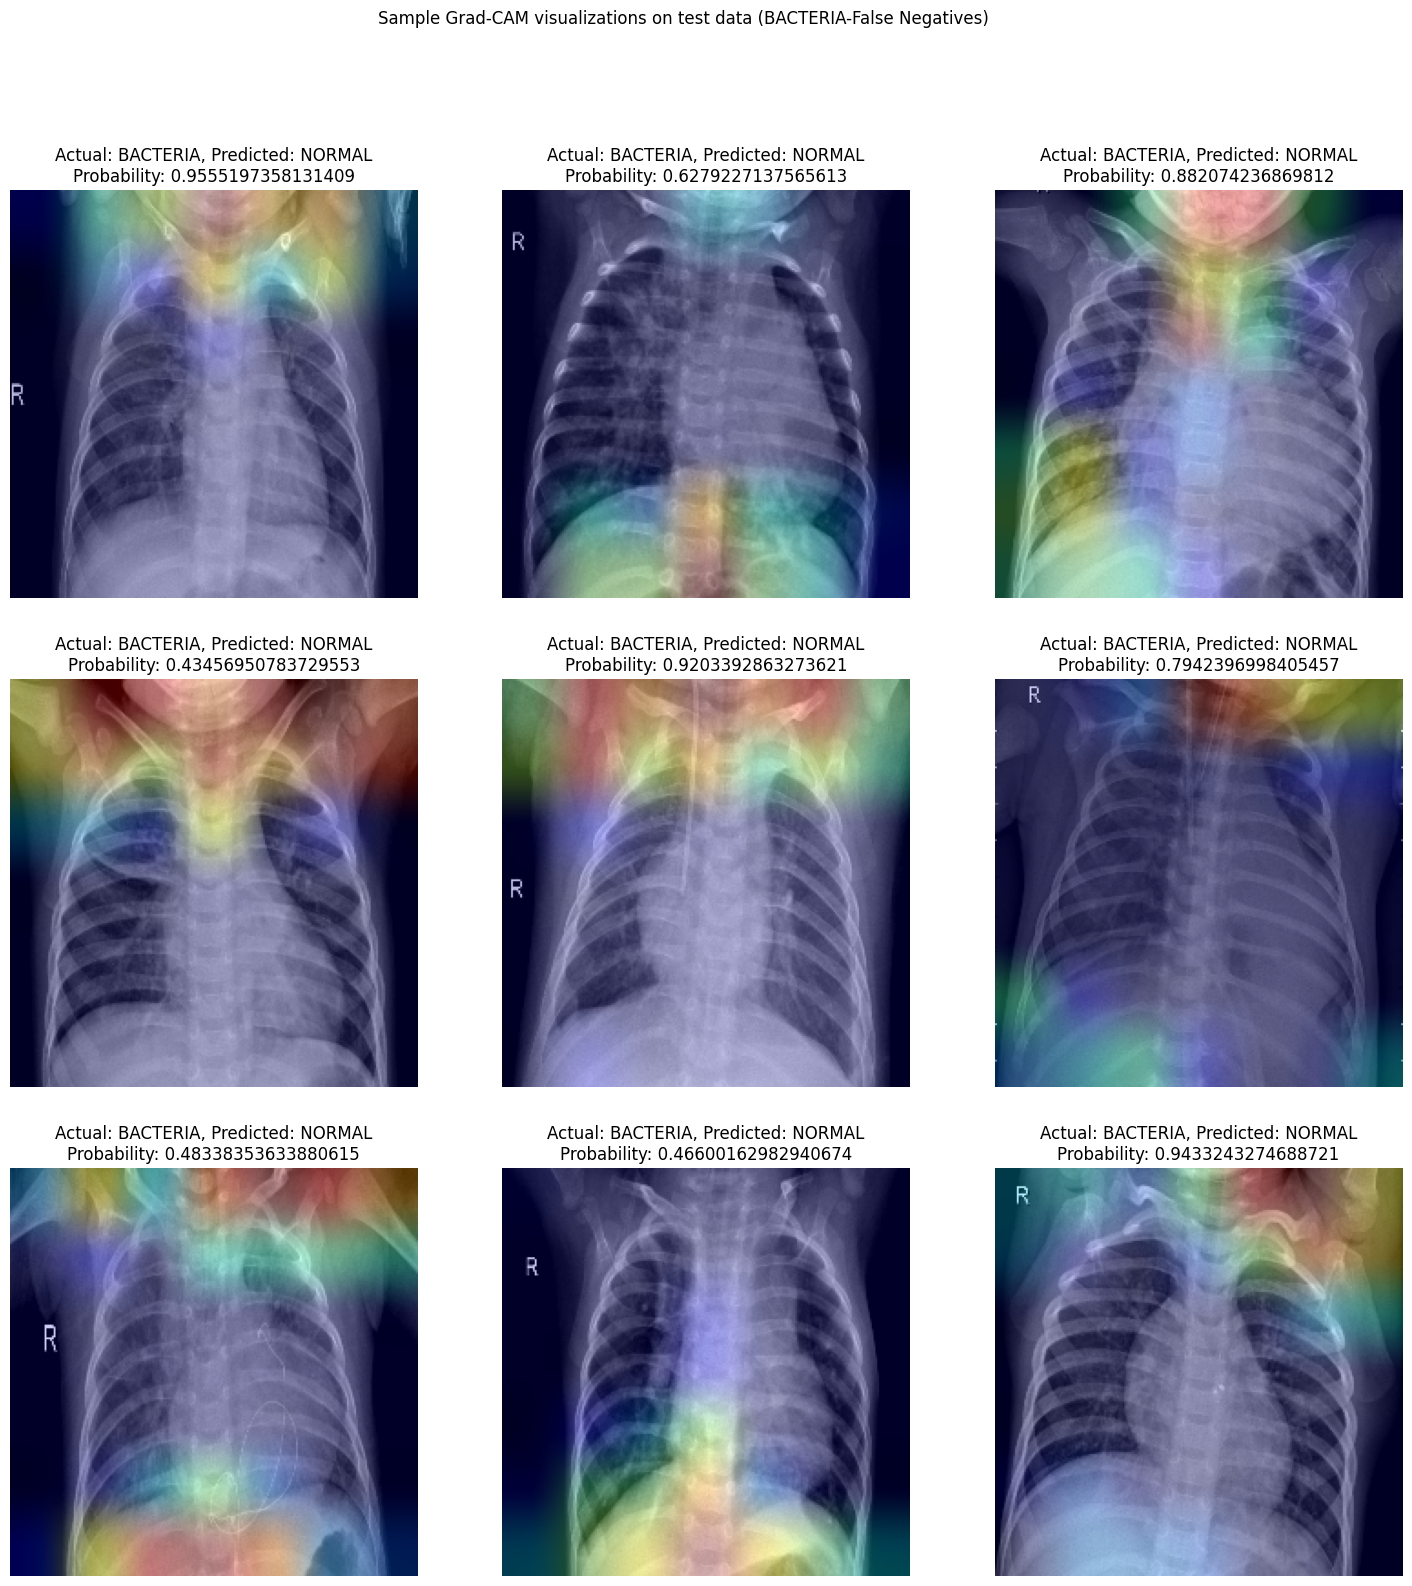 Sample Grad-CAM visualizations on test data (BACTERIA-False Negatives)
Actual: BACTERIA, Predicted: NORMAL
Probability: 0.9555197358131409
Actual: BACTERIA, Predicted: NORMAL
Probability: 0.6279227137565613
Actual: BACTERIA, Predicted: NORMAL
Probability: 0.882074236869812
R
R
Actual: BACTERIA, Predicted: NORMAL
Probability: 0.43456950783729553
Actual: BACTERIA, Predicted: NORMAL
Probability: 0.9203392863273621
Actual: BACTERIA, Predicted: NORMAL
Probability: 0.7942396998405457
R
R
Actual: BACTERIA, Predicted: NORMAL
Probability: 0.48338353633880615
Actual: BACTERIA, Predicted: NORMAL
Probability: 0.46600162982940674
Actual: BACTERIA, Predicted: NORMAL
Probability: 0.9433243274688721
R
R
R